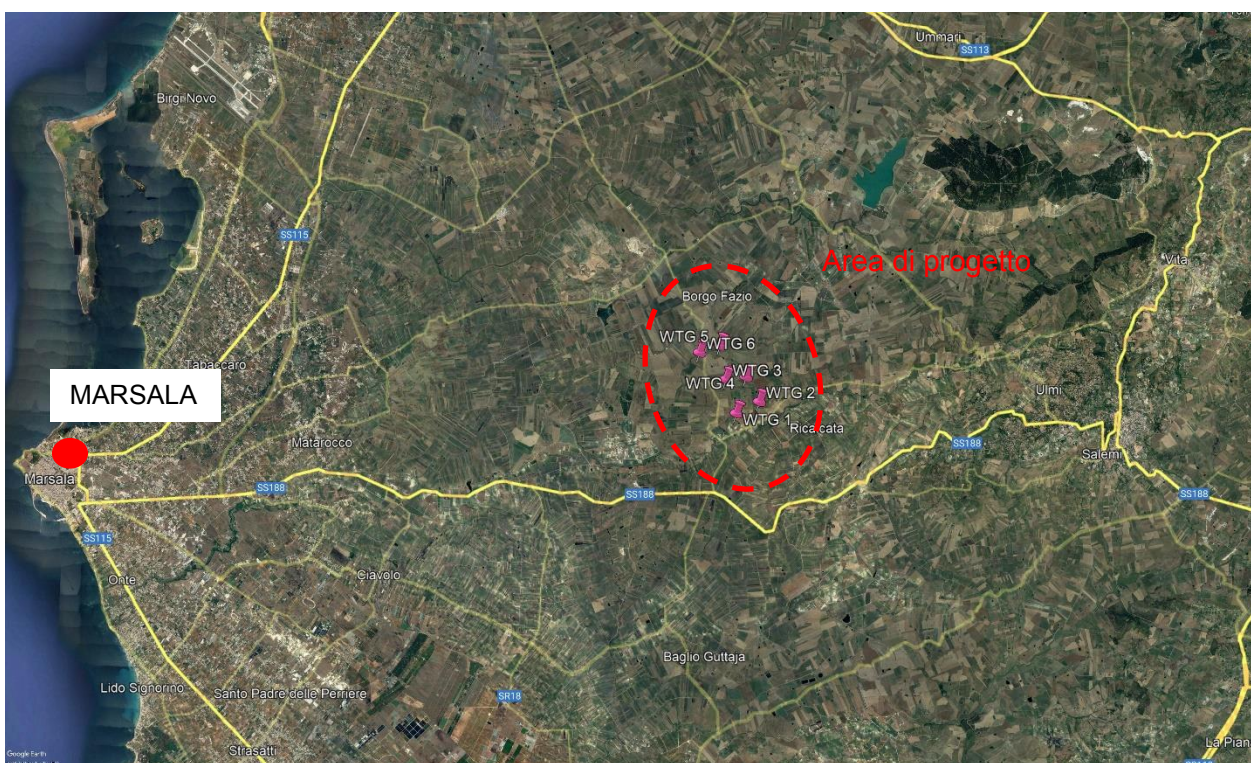 Ummari
SS113
Birgi Novo
SS115
Vita
Area di progetto
Borgo Fazio
WTG 5
WTG 6
WTG 3
WTG 4
WTG 2
WTG 1
Ricalcata
Tabaccaro
MARSALA
Ulmi
Matarocco
SS188
Salemi
Marsala
SS188
SS188
SS188
SS115
Onte
Ciavolo
Baglio Guttaja
Lido Signorino
Santo Padre delle Perriere
SR18
Strasatti
La Pian
Google Earth